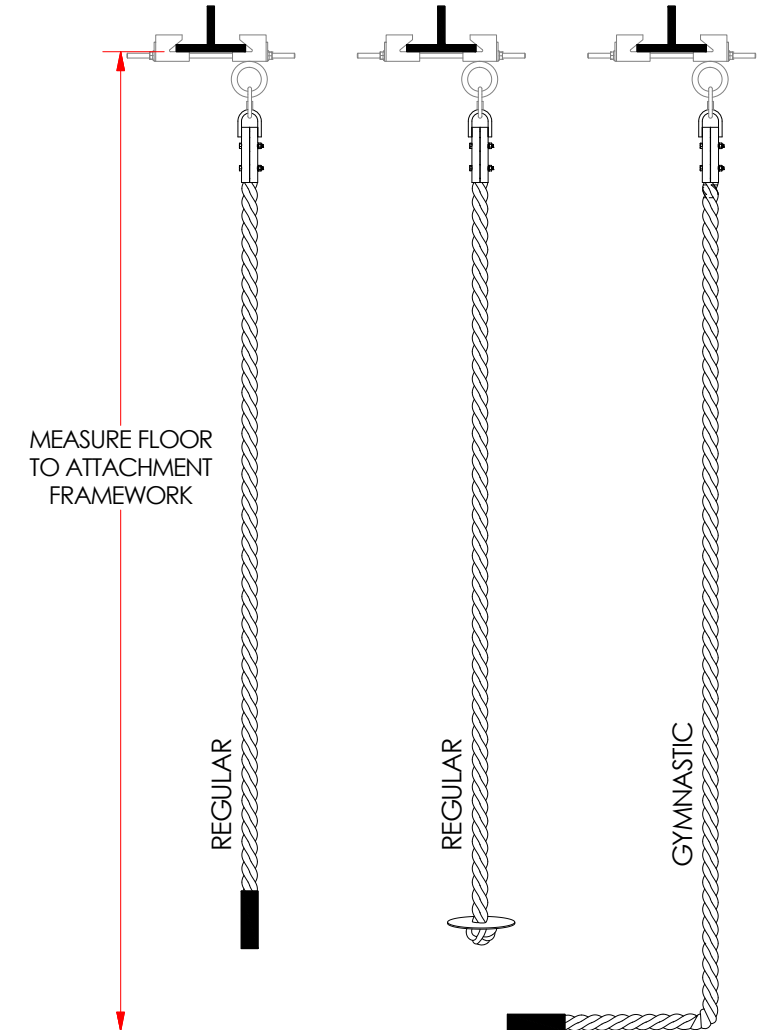 MEASURE FLOOR
TO ATTACHMENT
FRAMEWORK
REGULAR
REGULAR
GYMNASTIC